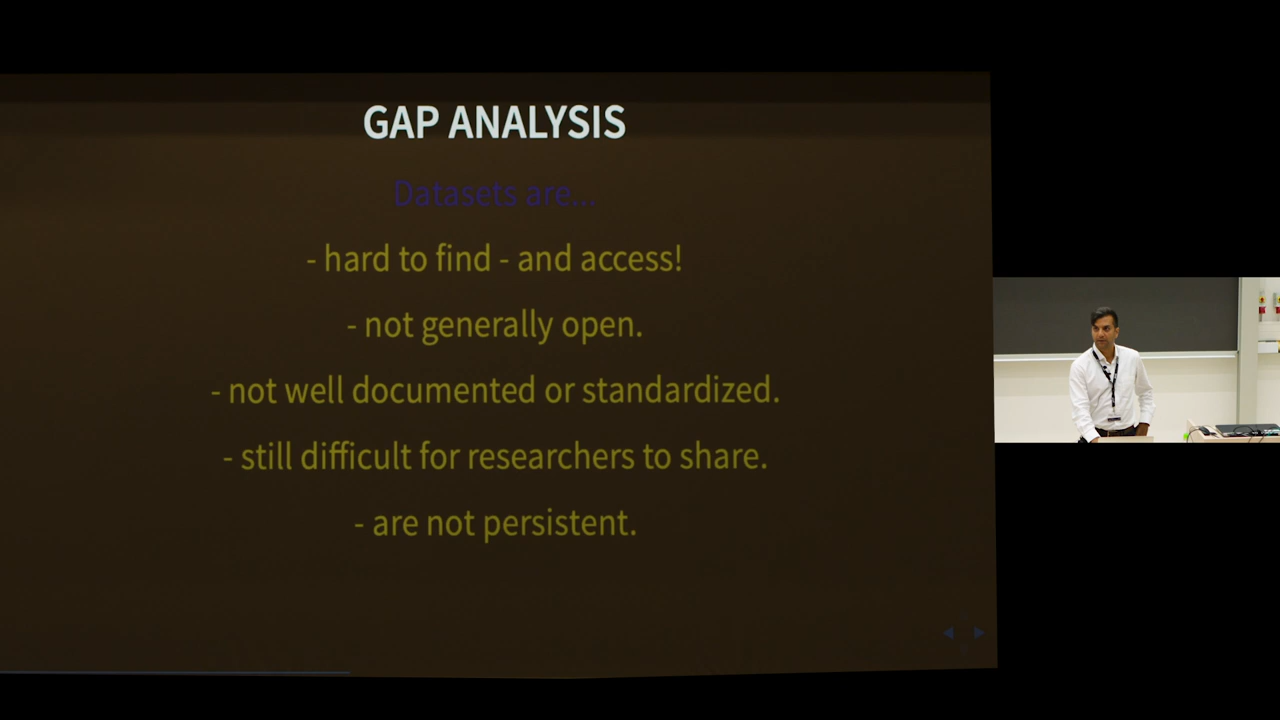 GAP ANALYSIS
Datasets are...
- hard to find - and access!
- not generally open.
- not well documented or standardized.
- still difficult for researchers to share.
- are not persistent.